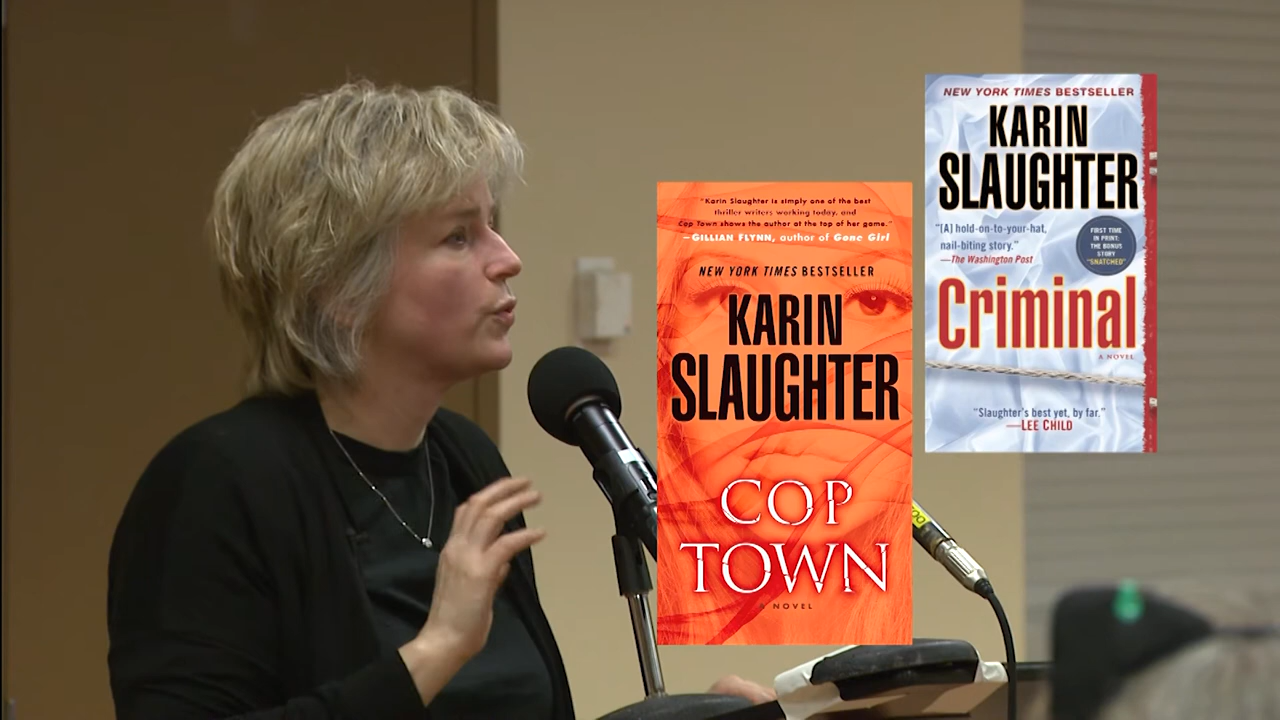 "Karin Slaughter is simply one of the best
thriller writers working today, and
Cop Town shows the author at the top of her game."
—GILLIAN FLYNN, author of Gone Girl
NEW YORK TIMES BESTSELLER
KARIN
SLAUGHTER
COP
TOWN
A NOVEL
NEW YORK TIMES BESTSELLER
KARIN
SLAUGHTER
"[A] hold-on-to-your-hat,
nail-biting story."
—The Washington Post
FIRST TIME
IN PRINT:
THE BONUS
STORY
"SNATCHED"
Criminal
A NOVEL
"Slaughter's best yet, by far."
—LEE CHILD